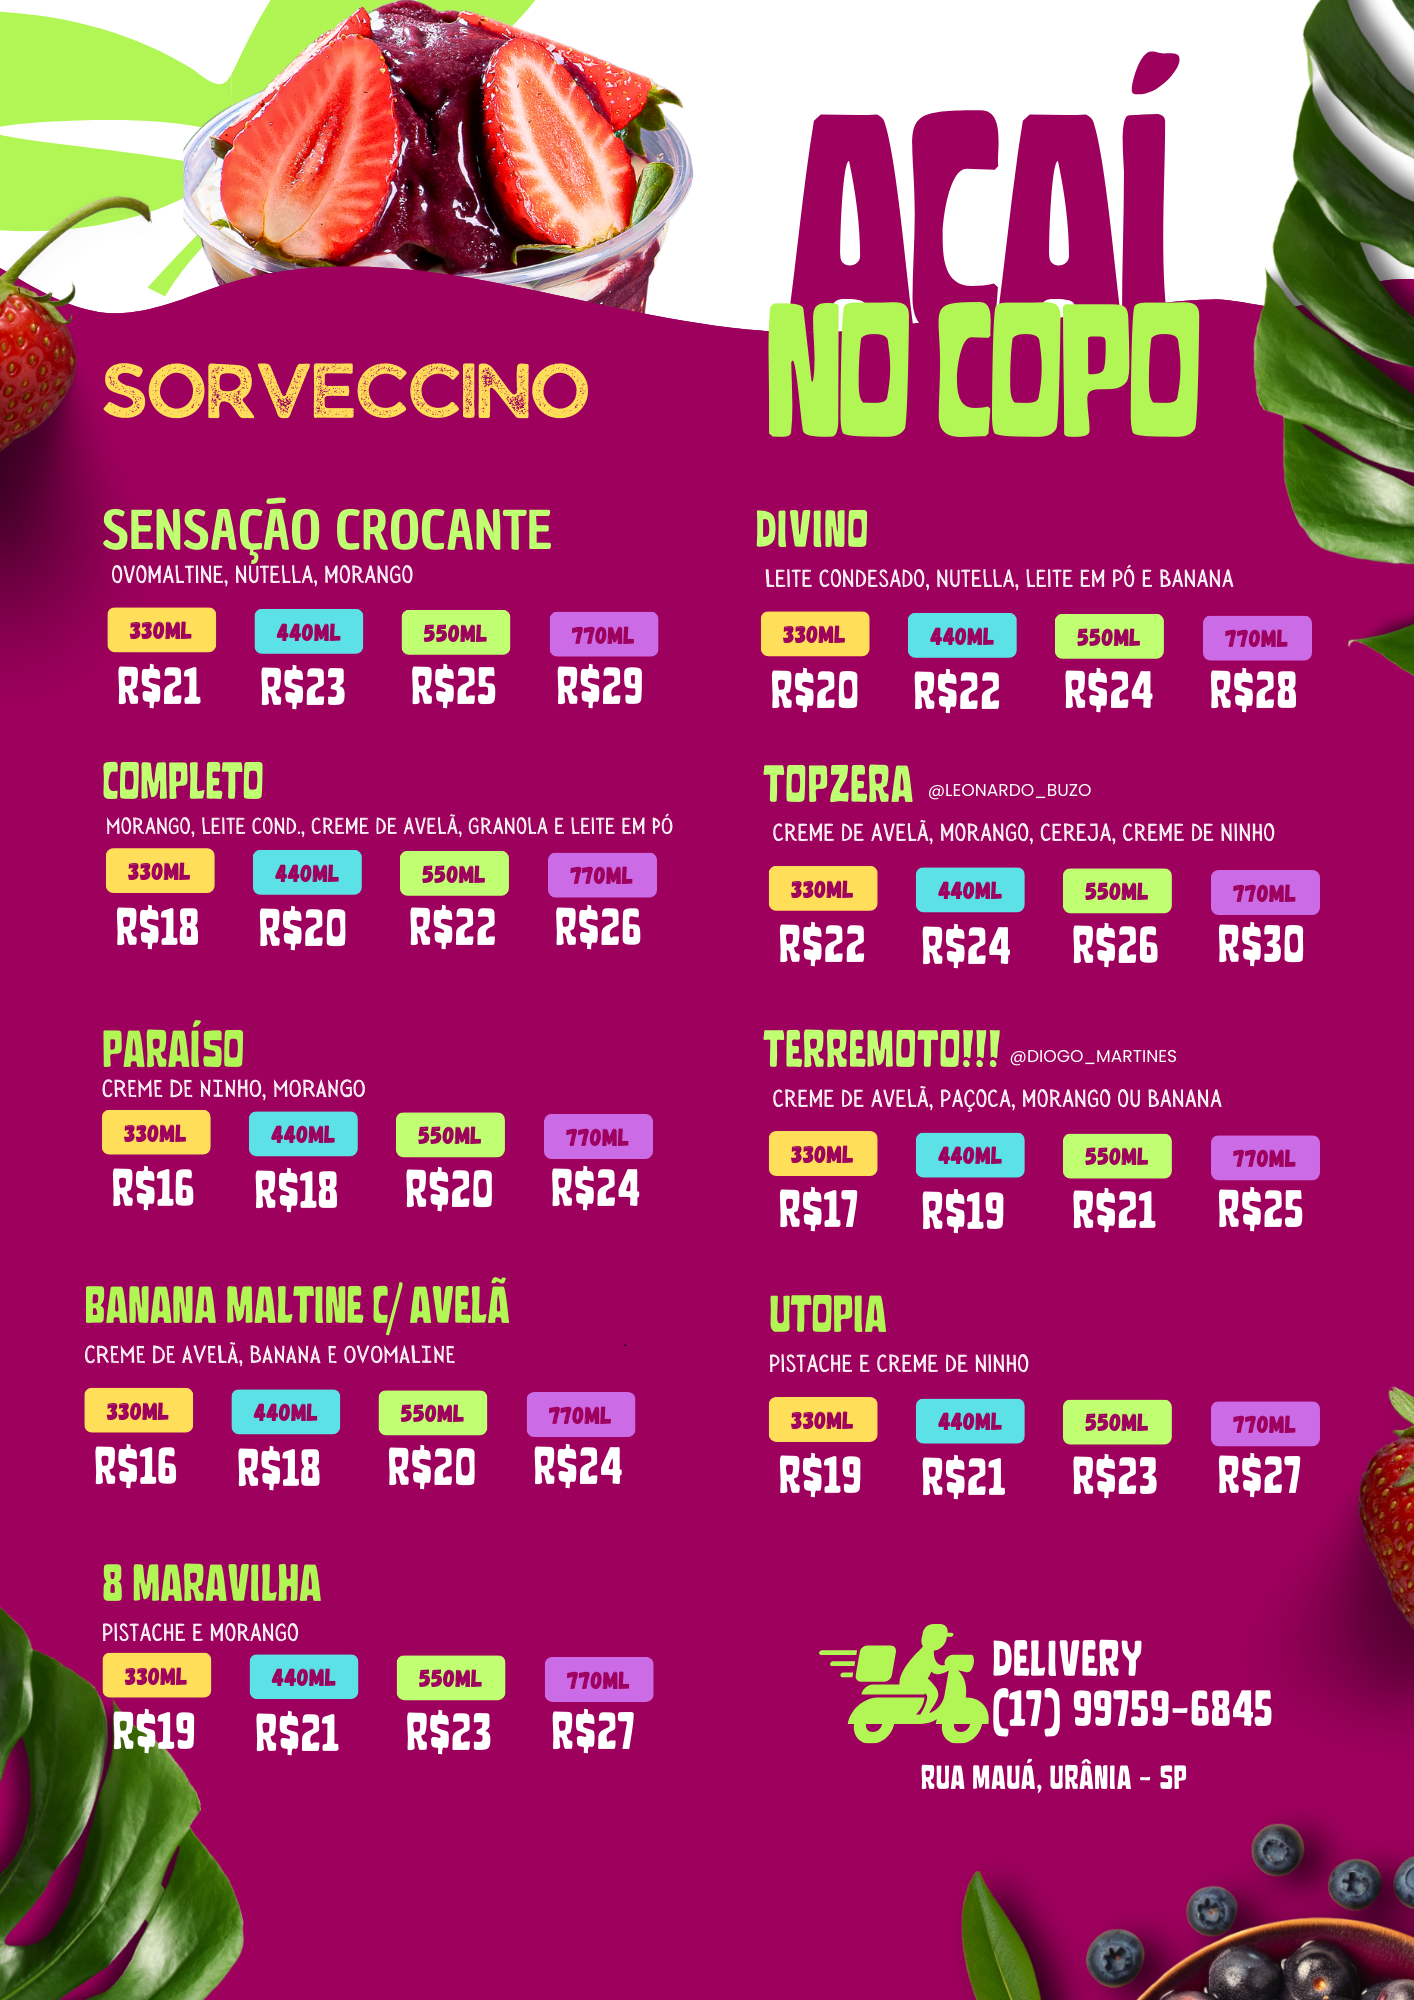 AÇAÍ
NO COPO
SORVECCINO
SENSAÇÃO CROCANTE
OVOMALTINE, NUTELLA, MORANGO
330ML 440ML 550ML 770ML
R$21 R$23 R$25 R$29
COMPLETO
MORANGO, LEITE COND., CREME DE AVELÃ, GRANOLA E LEITE EM PÓ
330ML 440ML 550ML 770ML
R$18 R$20 R$22 R$26
PARAÍSO
CREME DE NINHO, MORANGO
330ML 440ML 550ML 770ML
R$16 R$18 R$20 R$24
BANANA MALTINE C/ AVELÃ
CREME DE AVELÃ, BANANA E OVOMALINE
330ML 440ML 550ML 770ML
R$16 R$18 R$20 R$24
8 MARAVILHA
PISTACHE E MORANGO
330ML 440ML 550ML 770ML
R$19 R$21 R$23 R$27
DIVINO
LEITE CONDESADO, NUTELLA, LEITE EM PÓ E BANANA
330ML 440ML 550ML 770ML
R$20 R$22 R$24 R$28
TOPZERA @LEONARDO_BUZO
CREME DE AVELÃ, MORANGO, CEREJA, CREME DE NINHO
330ML 440ML 550ML 770ML
R$22 R$24 R$26 R$30
TERREMOTO!!! @DIOGO_MARTINES
CREME DE AVELÃ, PAÇOCA, MORANGO OU BANANA
330ML 440ML 550ML 770ML
R$17 R$19 R$21 R$25
UTOPIA
PISTACHE E CREME DE NINHO
330ML 440ML 550ML 770ML
R$19 R$21 R$23 R$27
DELIVERY
(17) 99759-6845
RUA MAUÁ, URÂNIA - SP